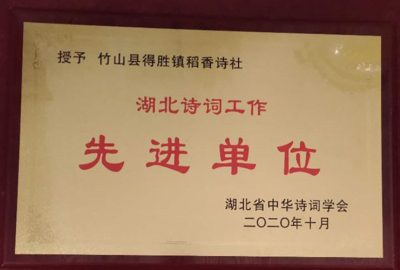 授予 竹山县得胜镇稻香诗社
湖北诗词工作
先进单位
湖北省中华诗词学会
二〇二〇年十月